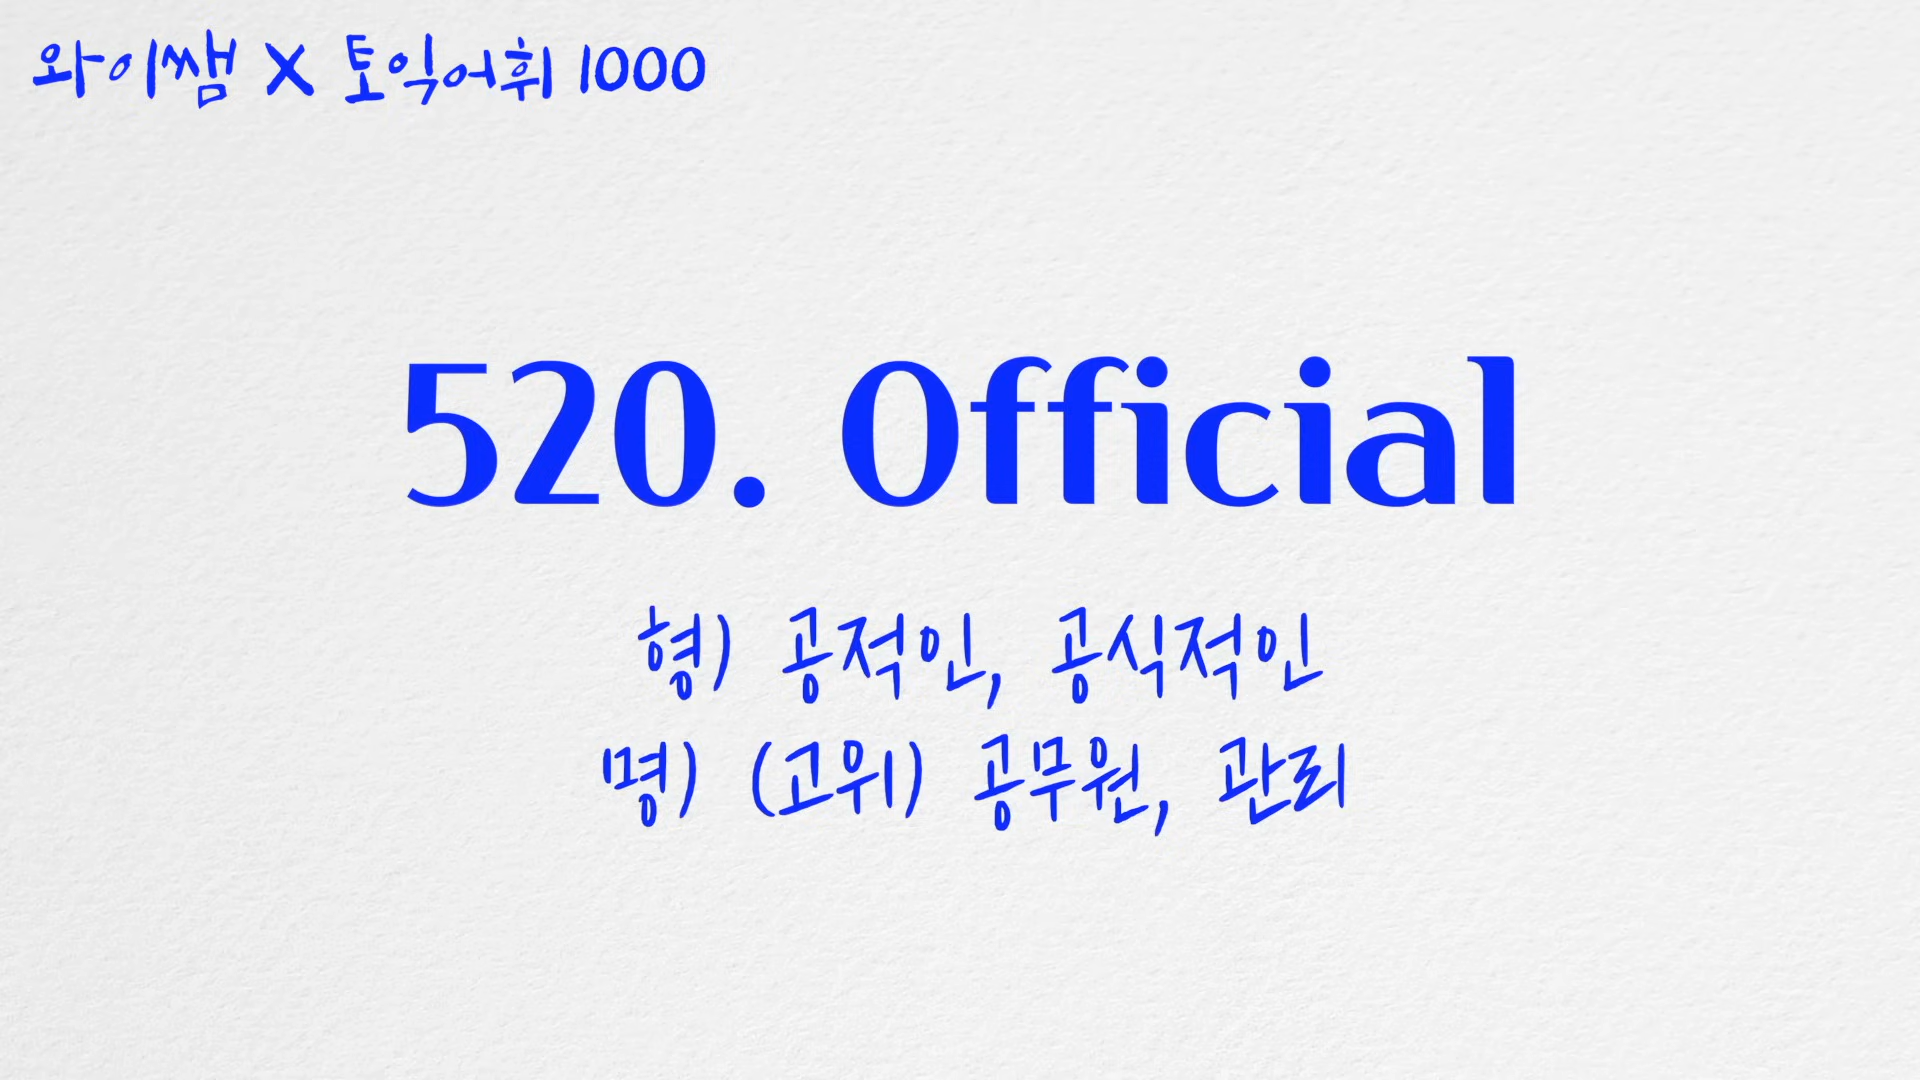 와이쌤 X 토익어휘 1000
520. Official
형) 공적인, 공식적인
명) (고위) 공무원, 관리